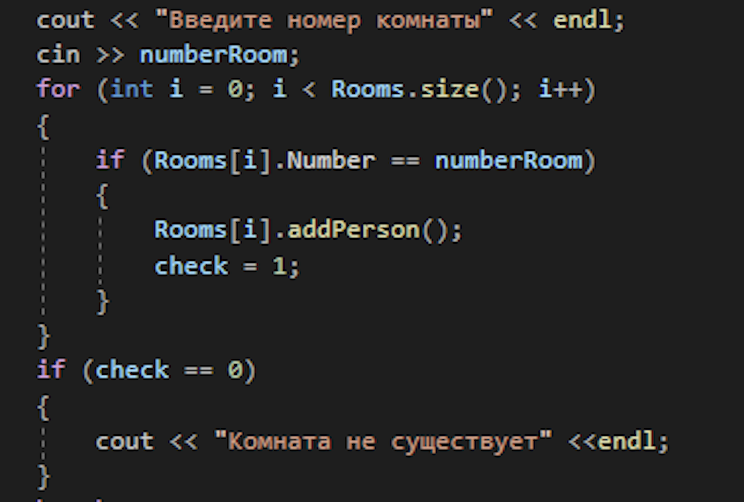 cout << "Введите номер комнаты" << endl;
cin >> numberRoom;
for (int i = 0; i < Rooms.size(); i++)
{
if (Rooms[i].Number == numberRoom)
{
Rooms[i].addPerson();
check = 1;
}
}
if (check == 0)
{
cout << "Комната не существует" <<endl;
}